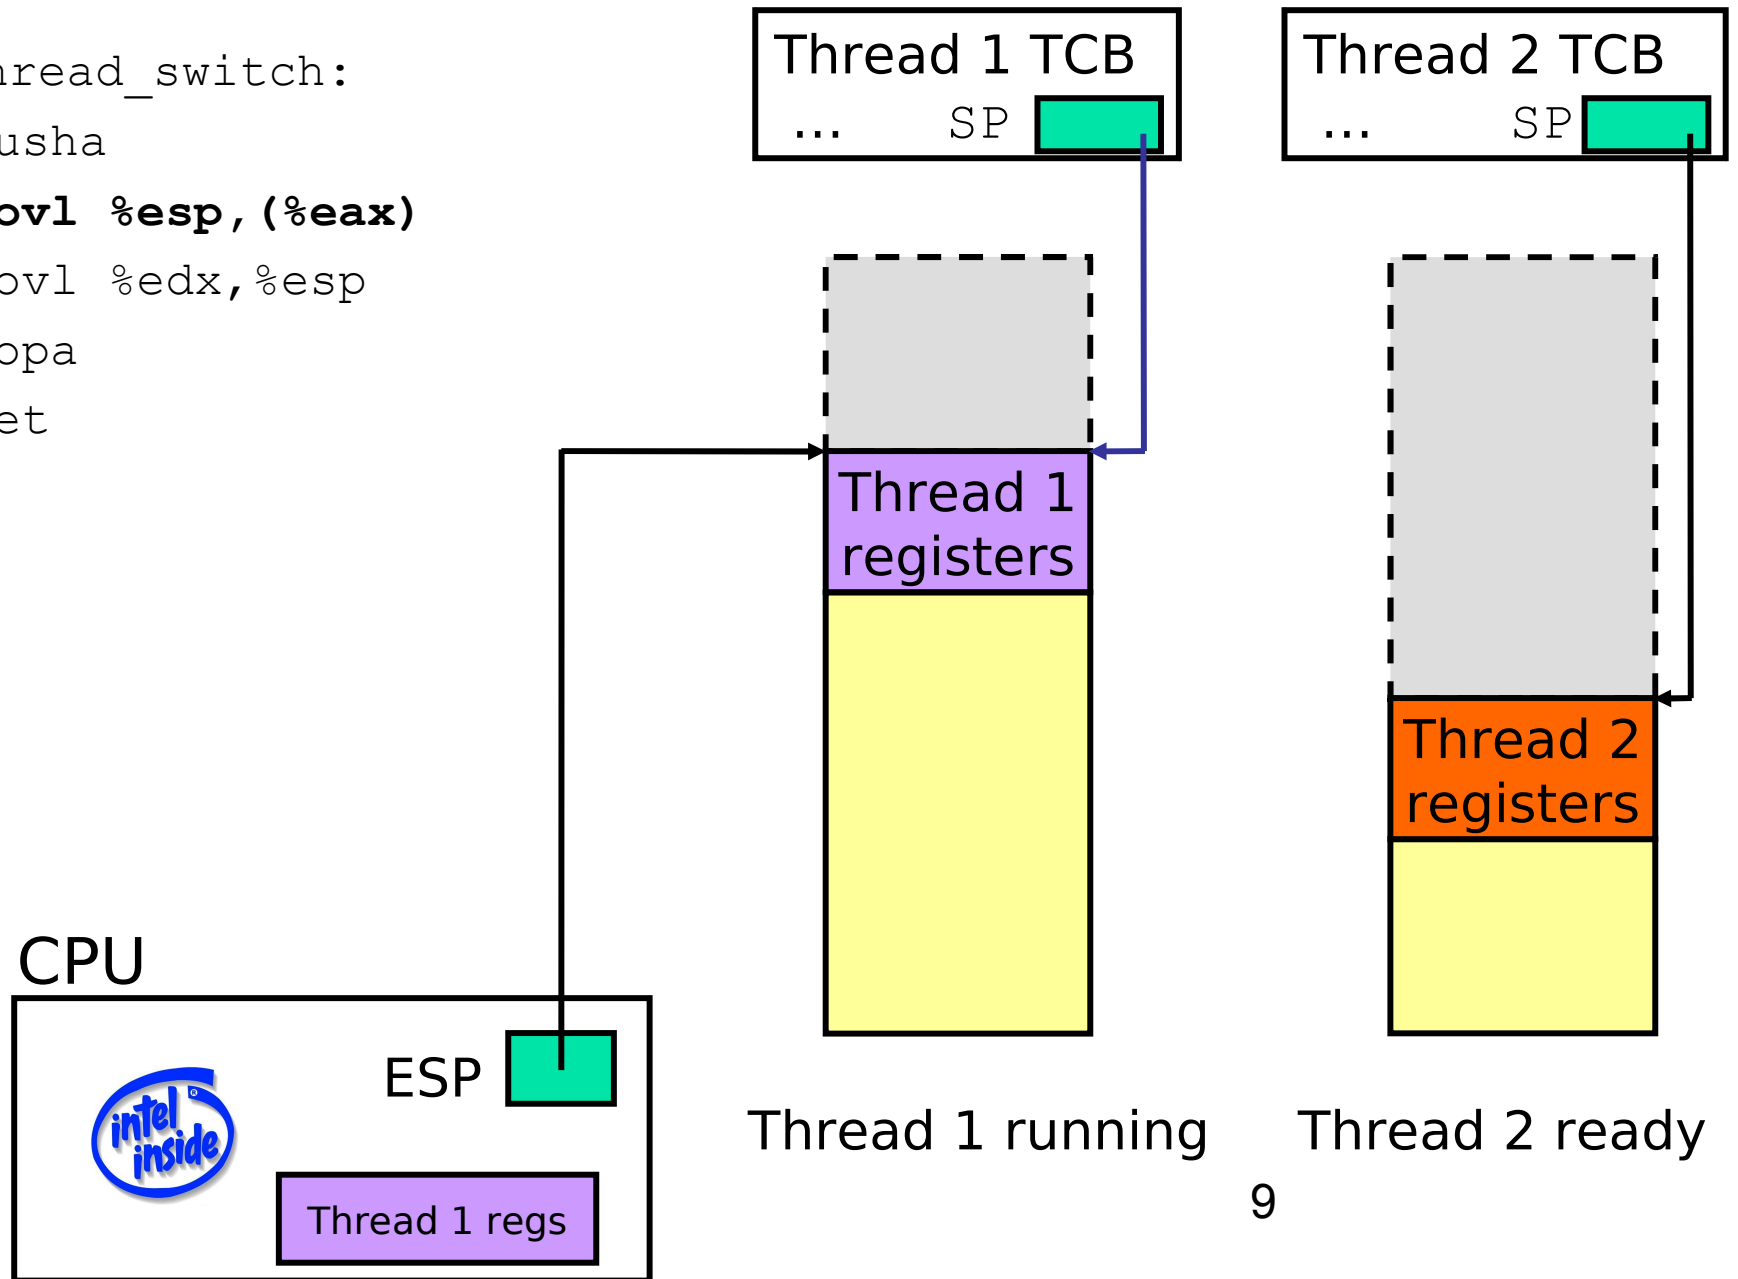 hread_switch:
usha
ovl %esp,(%eax)
ovl %edx,%esp
opa
et
Thread 1 TCB
... SP
Thread 2 TCB
... SP
Thread 1
registers
Thread 2
registers
CPU
ESP
intel
inside
®
Thread 1 regs
Thread 1 running
Thread 2 ready
9